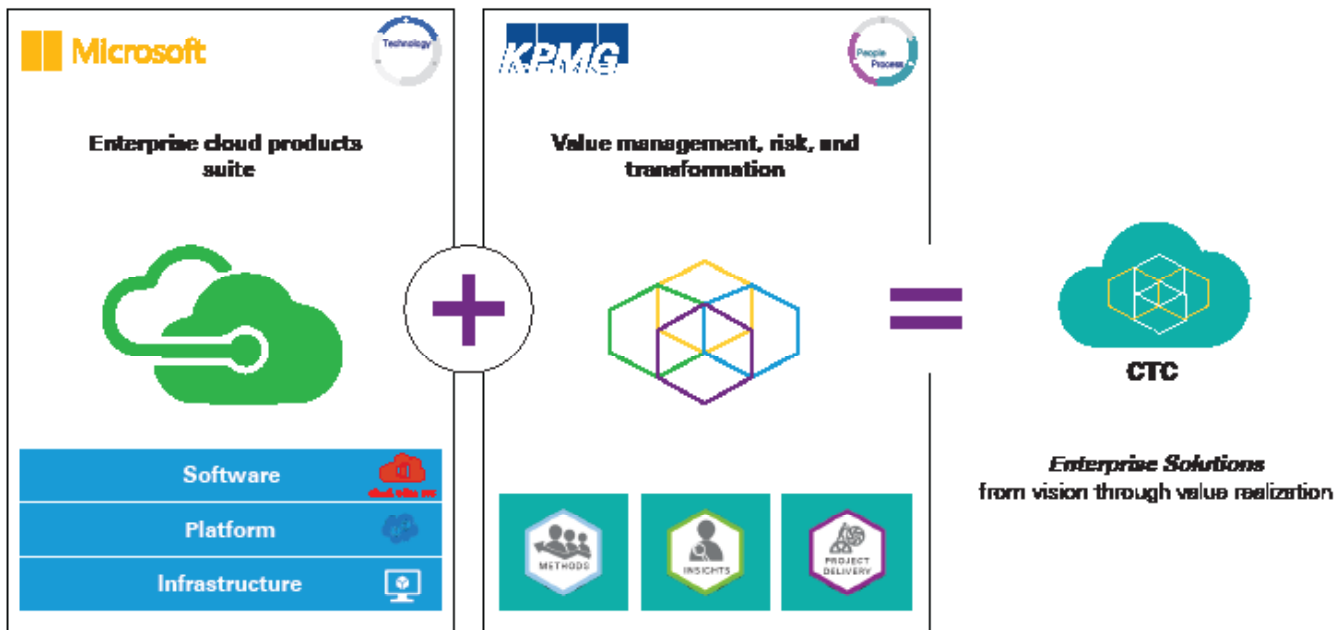 Microsoft
Technology
Enterprise cloud products
suite
Software
Platform
Infrastructure
KPMG
People
Process
Value management, risk, and
transformation
METHODS
INSIGHTS
PROJECT
DELIVERY
CTC
Enterprise Solutions
from vision through value realization